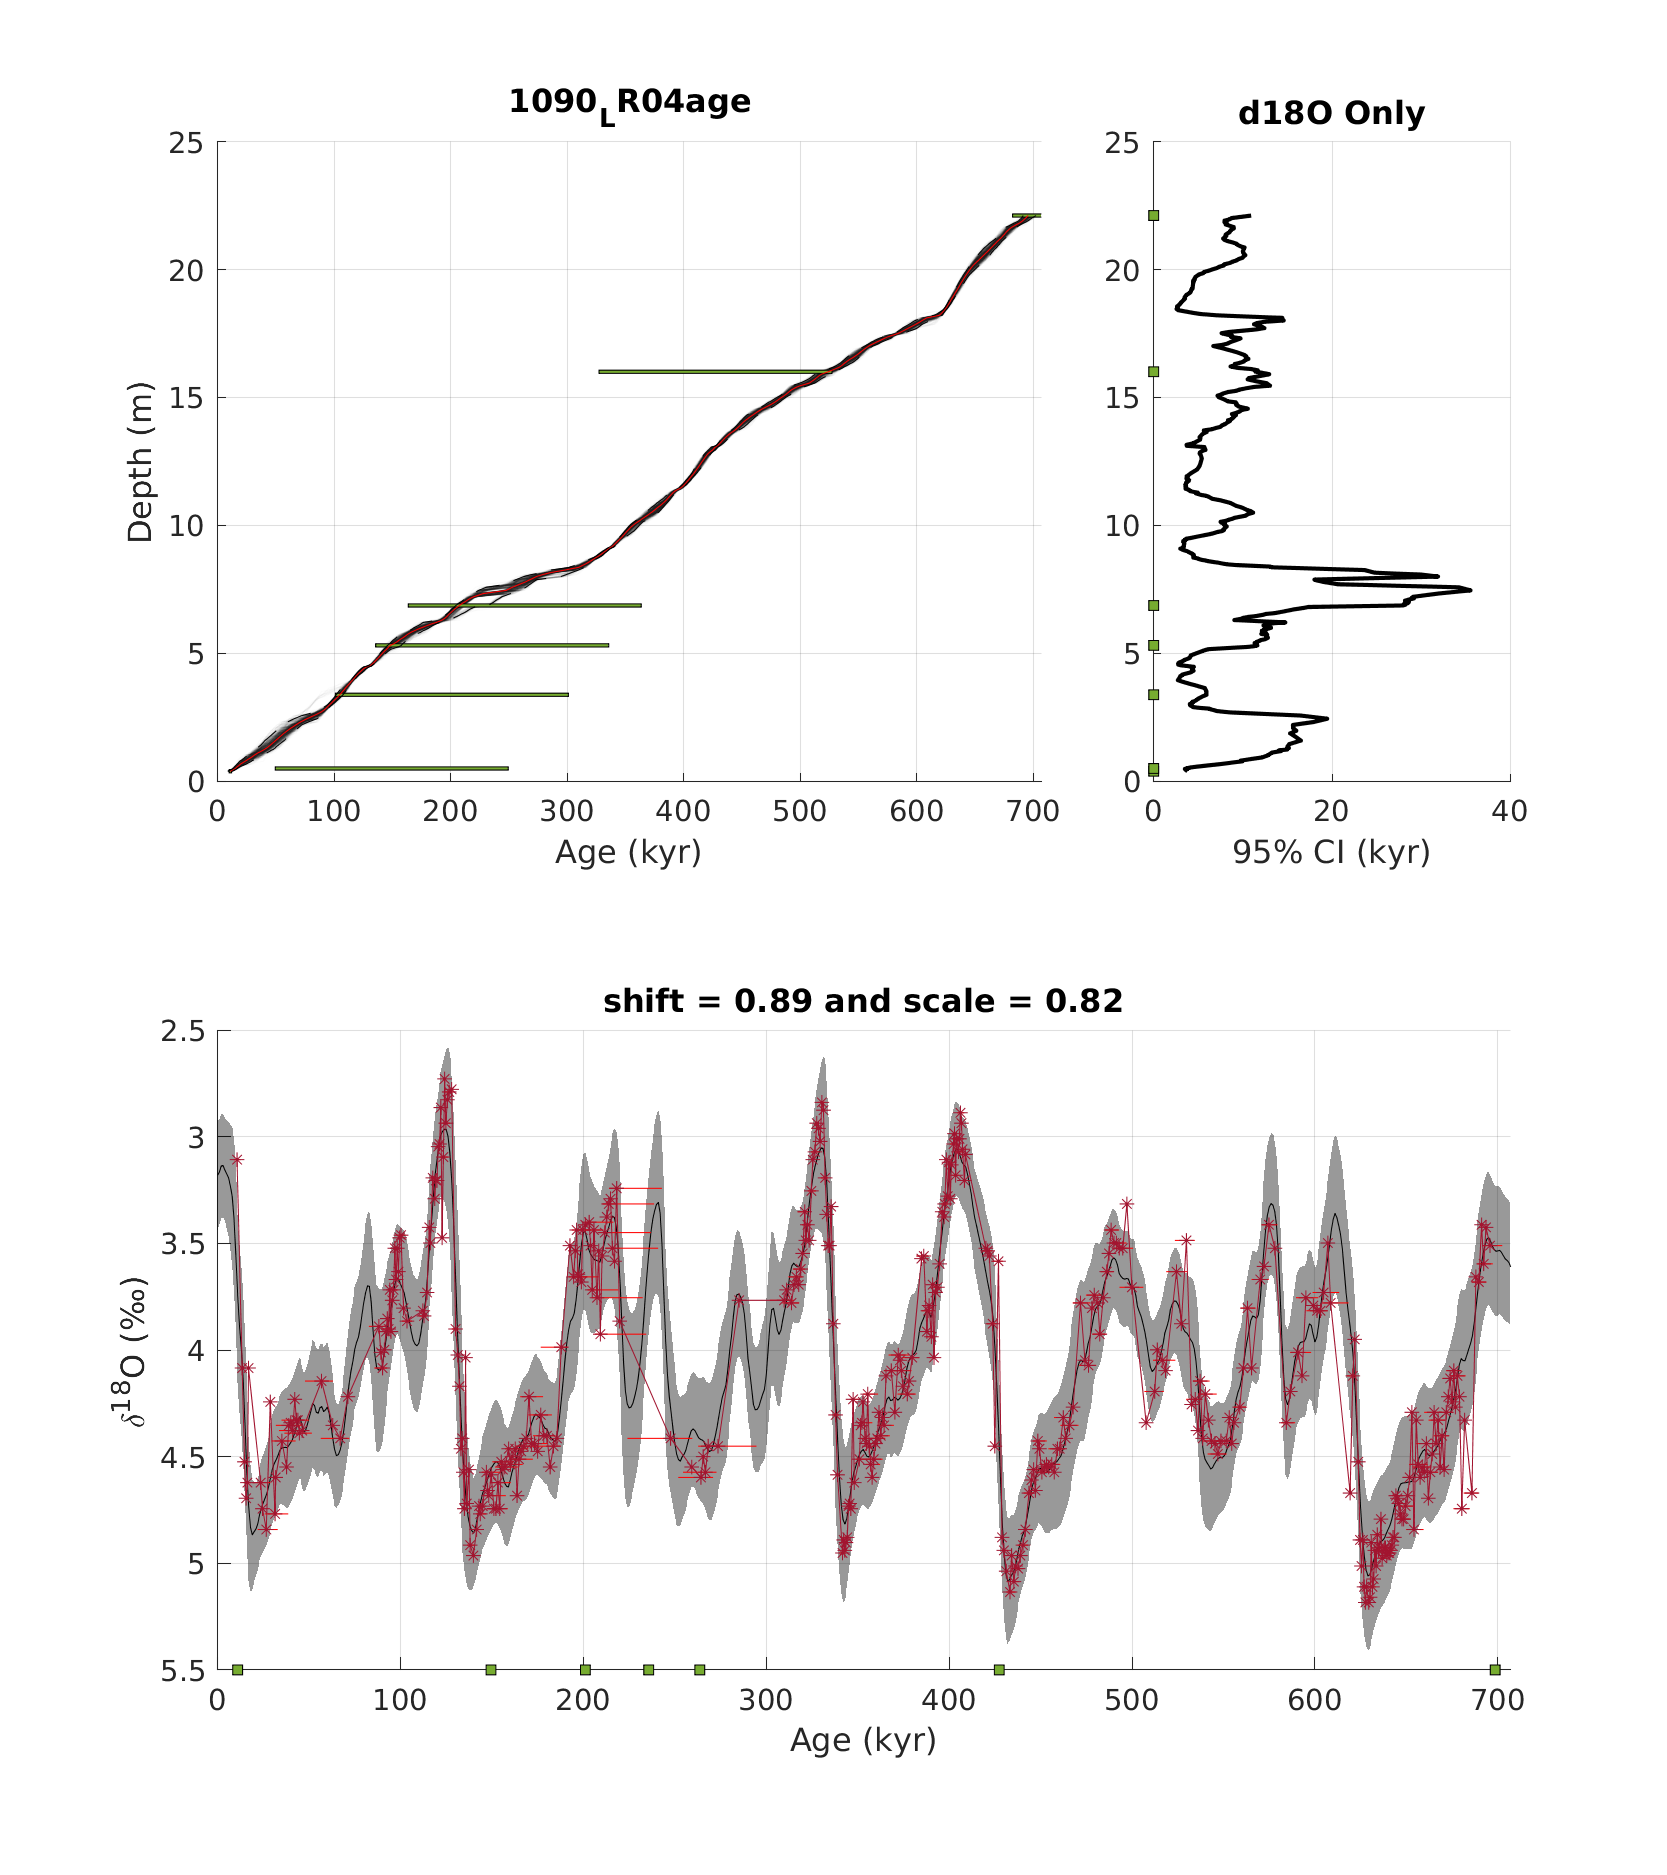 1090LR04age
d18O Only
25
20
15
10
5
0
Depth (m)
0 100 200 300 400 500 600 700
Age (kyr)
25
20
15
10
5
0
0 20 40
95% CI (kyr)
shift = 0.89 and scale = 0.82
2.5
3
3.5
4
4.5
5
5.5
δ18O (‰)
0 100 200 300 400 500 600 700
Age (kyr)